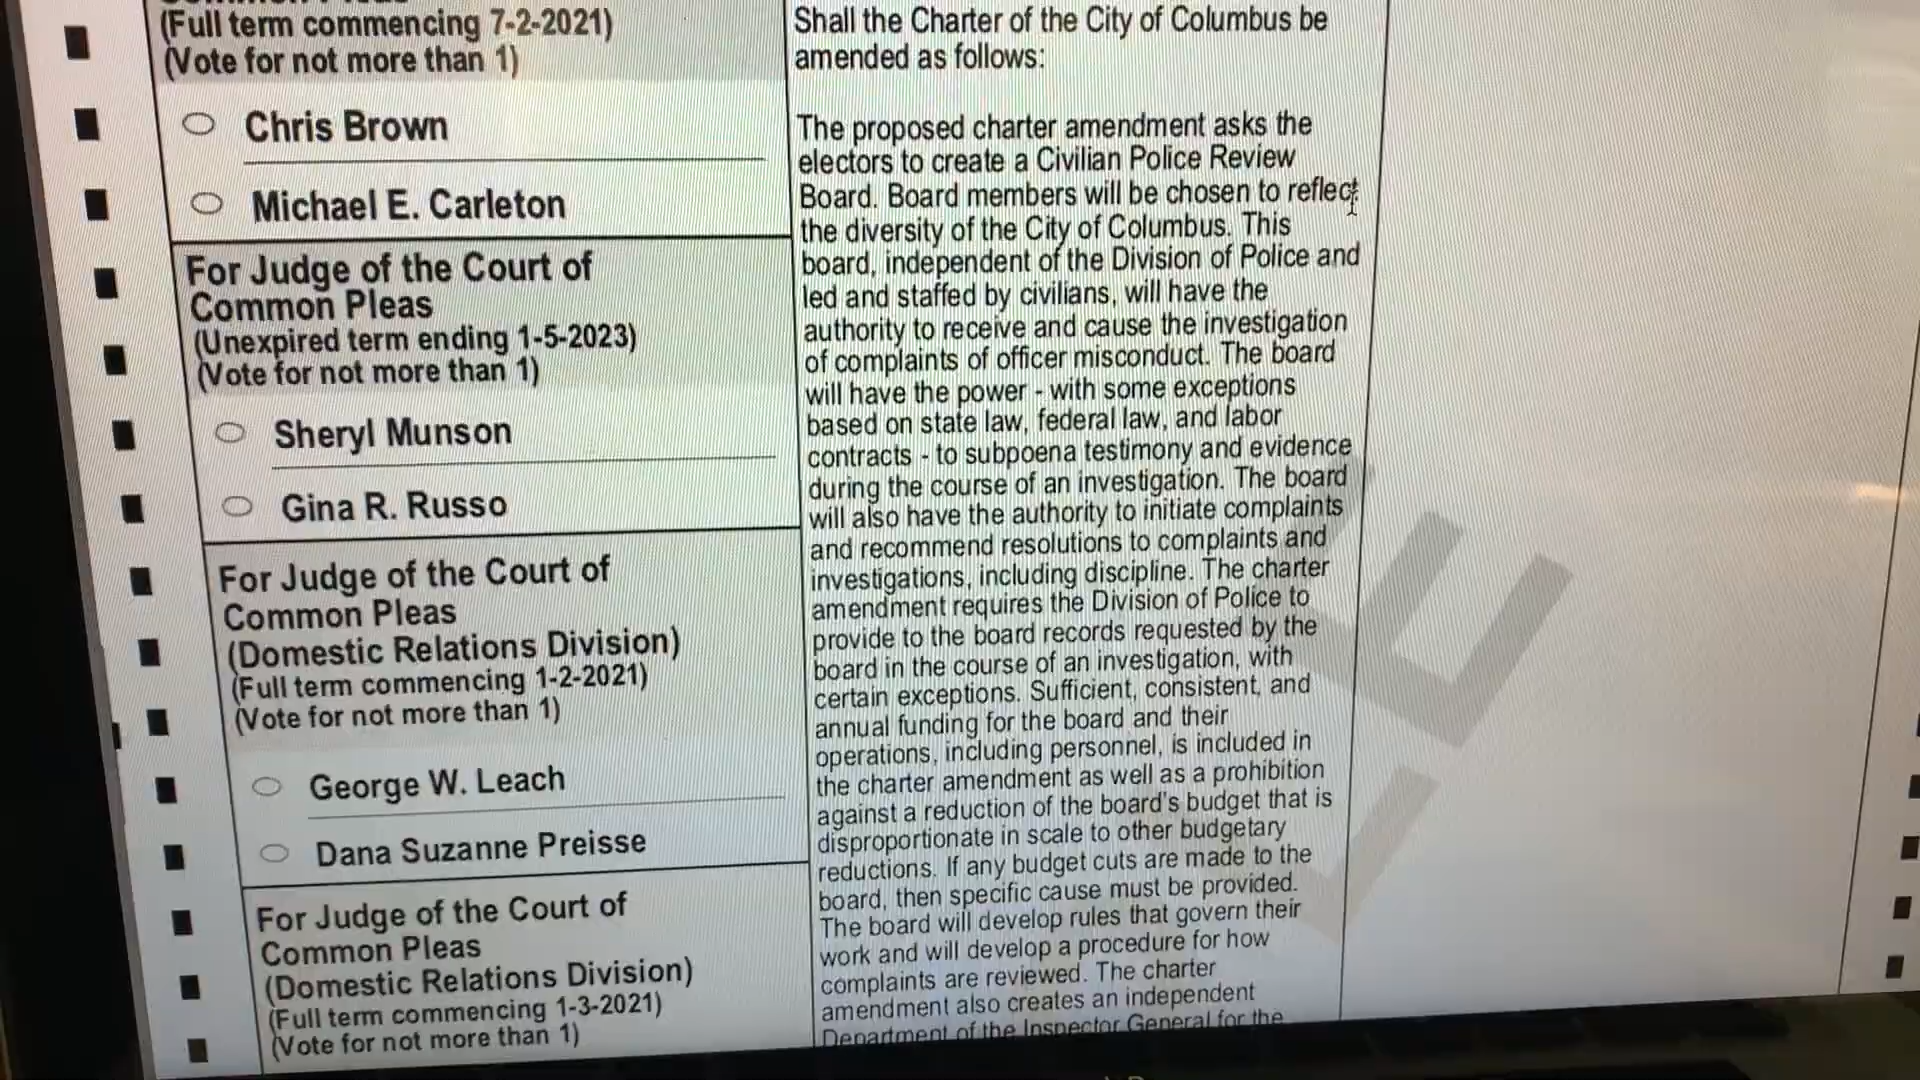 (Full term commencing 7-2-2021)
(Vote for not more than 1)
Chris Brown
Michael E. Carleton
For Judge of the Court of
Common Pleas
(Unexpired term ending 1-5-2023)
(Vote for not more than 1)
Sheryl Munson
Gina R. Russo
For Judge of the Court of
Common Pleas
(Domestic Relations Division)
(Full term commencing 1-2-2021)
(Vote for not more than 1)
George W. Leach
Dana Suzanne Preisse
For Judge of the Court of
Common Pleas
(Domestic Relations Division)
(Full term commencing 1-3-2021)
(Vote for not more than 1)
Shall the Charter of the City of Columbus be
amended as follows:
The proposed charter amendment asks the
electors to create a Civilian Police Review
Board. Board members will be chosen to reflect
the diversity of the City of Columbus. This
board, independent of the Division of Police and
led and staffed by civilians, will have the
authority to receive and cause the investigation
of complaints of officer misconduct. The board
will have the power - with some exceptions
based on state law, federal law, and labor
contracts - to subpoena testimony and evidence
during the course of an investigation. The board
will also have the authority to initiate complaints
and recommend resolutions to complaints and
investigations, including discipline. The charter
amendment requires the Division of Police to
provide to the board records requested by the
board in the course of an investigation, with
certain exceptions. Sufficient, consistent, and
annual funding for the board and their
operations, including personnel, is included in
the charter amendment as well as a prohibition
against a reduction of the board's budget that is
disproportionate in scale to other budgetary
reductions. If any budget cuts are made to the
board, then specific cause must be provided.
The board will develop rules that govern their
work and will develop a procedure for how
complaints are reviewed. The charter
amendment also creates an independent
Department of the Inspector General for the